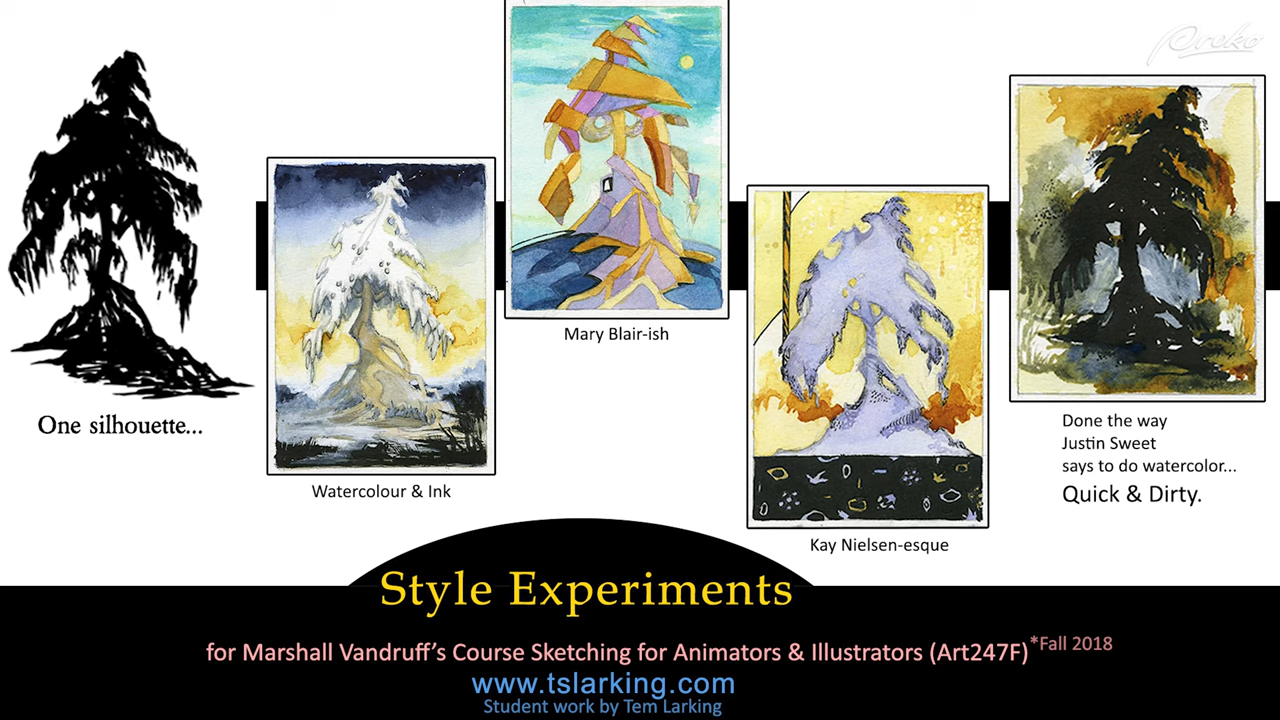 Proko
One silhouette...
Watercolour & Ink
Mary Blair-ish
Kay Nielsen-esque
Done the way
Justin Sweet
says to do watercolor...
Quick & Dirty.
Style Experiments
for Marshall Vandruff's Course Sketching for Animators & Illustrators (Art247F)*Fall 2018
www.tslarking.com
Student work by Tem Larking